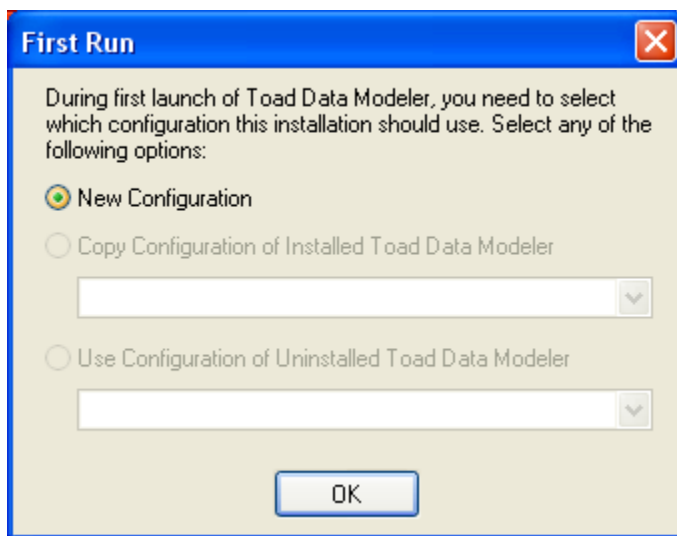 First Run
During first launch of Toad Data Modeler, you need to select
which configuration this installation should use. Select any of the
following options:
New Configuration
Copy Configuration of Installed Toad Data Modeler
Use Configuration of Uninstalled Toad Data Modeler
OK